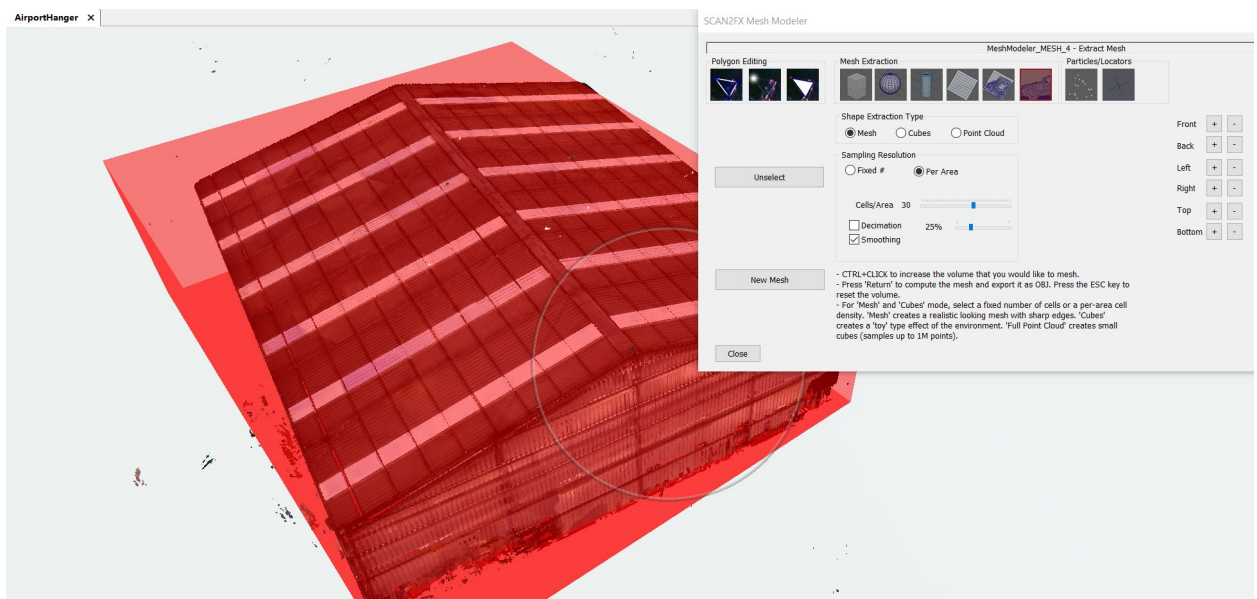 AirportHanger ×
SCAN2FX Mesh Modeler
MeshModeler_MESH_4 - Extract Mesh
Polygon Editing
Mesh Extraction
Particles/Locators
Shape Extraction Type
Mesh
Cubes
Point Cloud
Unselect
Sampling Resolution
Fixed #
Per Area
Cells/Area 30
Decimation 25%
Smoothing
Front + -
Back + -
Left + -
Right + -
Top + -
Bottom + -
New Mesh
- CTRL+CLICK to increase the volume that you would like to mesh.
- Press 'Return' to compute the mesh and export it as OBJ. Press the ESC key to
reset the volume.
- For 'Mesh' and 'Cubes' mode, select a fixed number of cells or a per-area cell
density. 'Mesh' creates a realistic looking mesh with sharp edges. 'Cubes'
creates a 'toy' type effect of the environment. 'Full Point Cloud' creates small
cubes (samples up to 1M points).
Close